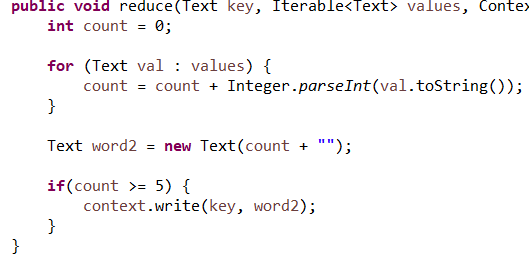 public void reduce(Text key, Iterable<Text> values, Conte
int count = 0;
for (Text val : values) {
count = count + Integer.parseInt(val.toString());
}
Text word2 = new Text(count + "");
if(count >= 5) {
context.write(key, word2);
}
}